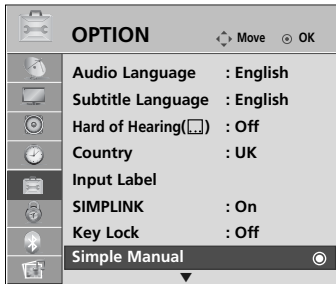 OPTION Move OK
Audio Language : English
Subtitle Language : English
Hard of Hearing( ) : Off
Country : UK
Input Label
SIMPLINK : On
Key Lock : Off
Simple Manual